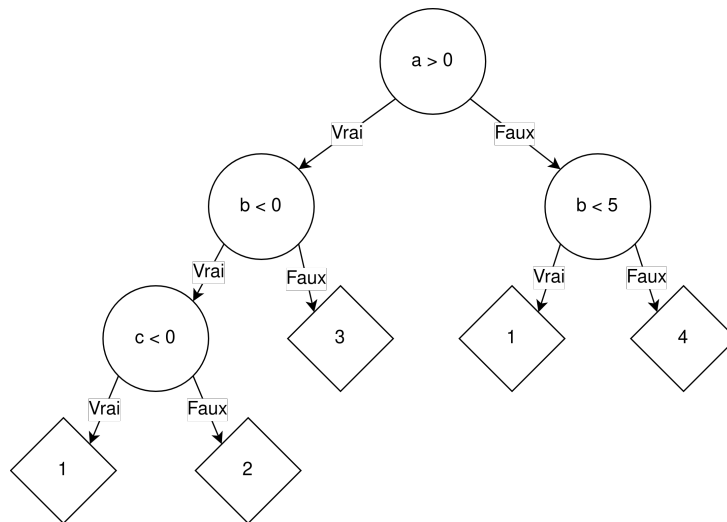 a > 0
Vrai
Faux
b < 0
b < 5
Vrai
Faux
Vrai
Faux
c < 0
3
1
4
Vrai
Faux
1
2